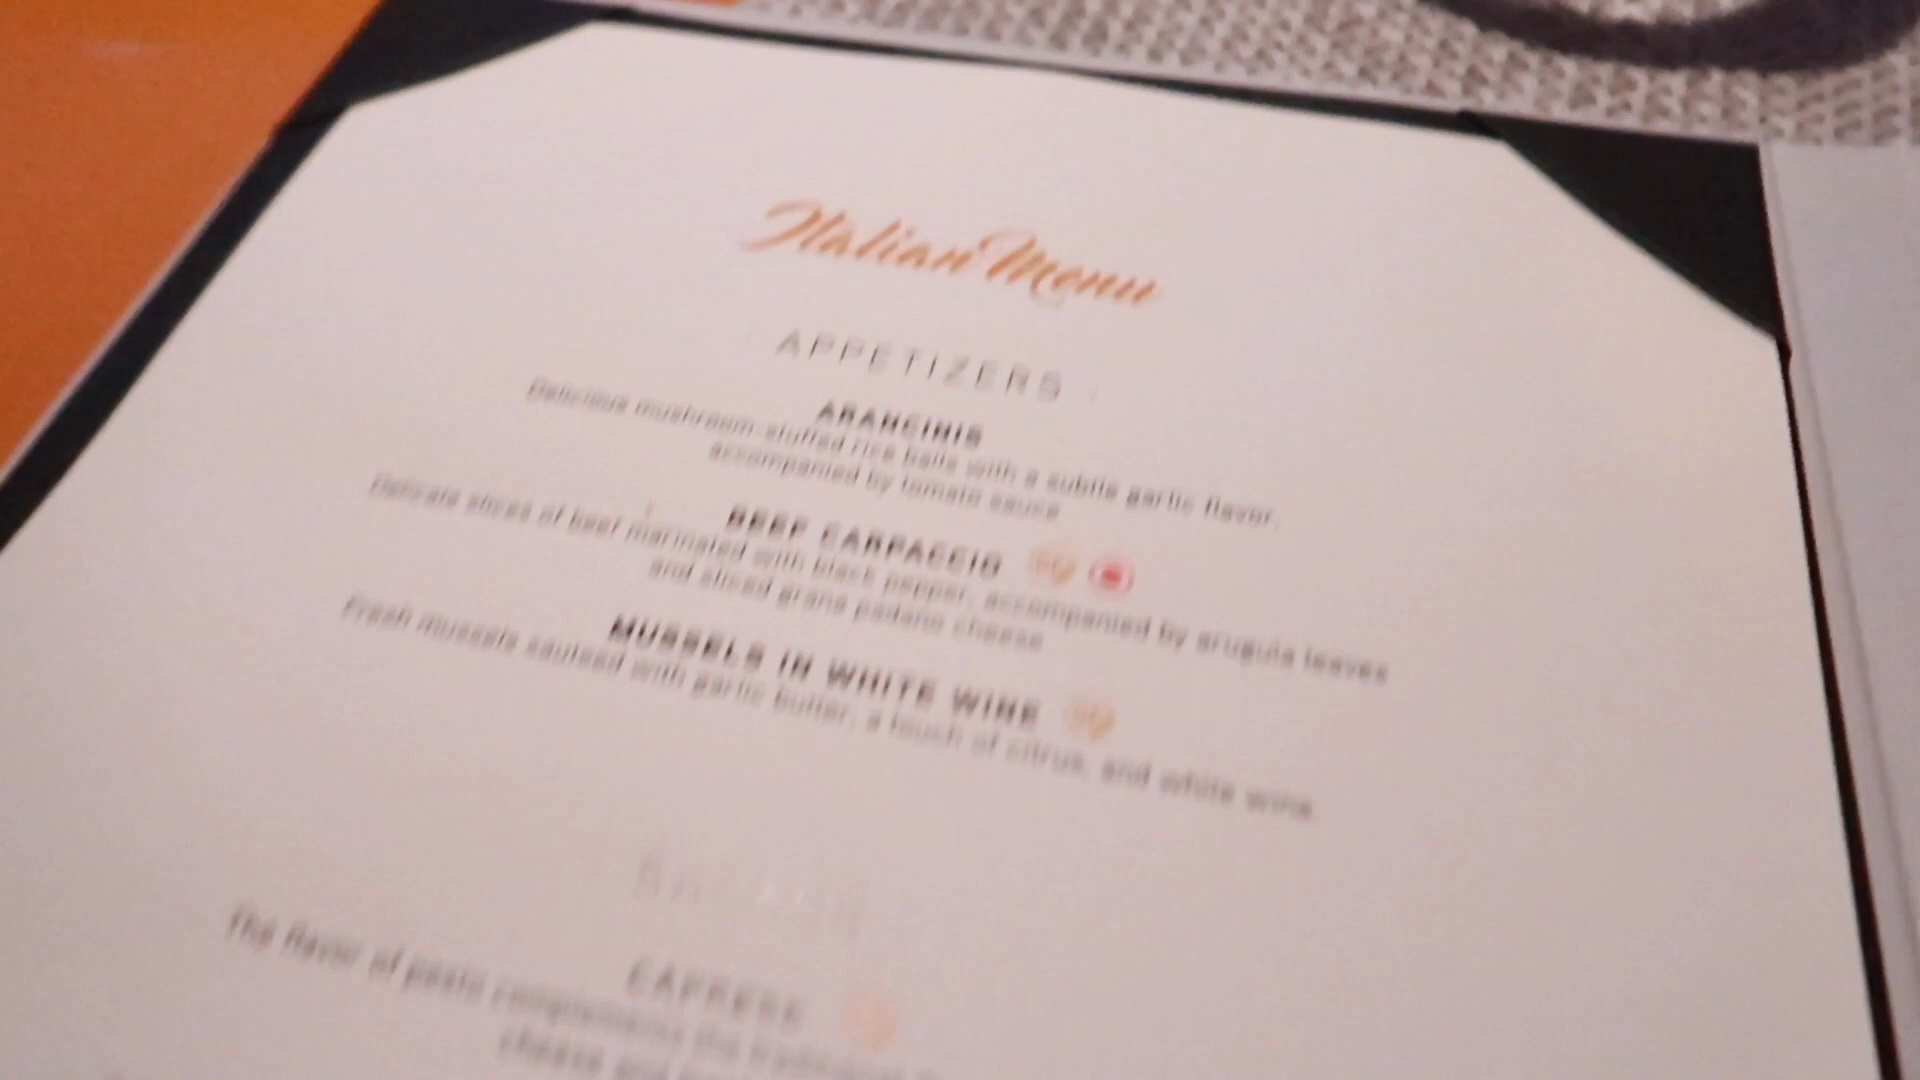 Italian Menu
APPETIZERS
ARANCINIS
Delicious mushroom-stuffed rice balls with a subtle garlic flavor,
accompanied by tomato sauce
BEEF CARPACCIO
Delicate slices of beef marinated with black pepper, accompanied by arugula leaves
and sliced grana padano cheese
MUSSELS IN WHITE WINE
Fresh mussels sauteed with garlic butter, a touch of citrus, and white wine
CAPRESE
The flavor of pesto complements the traditional
cheese and